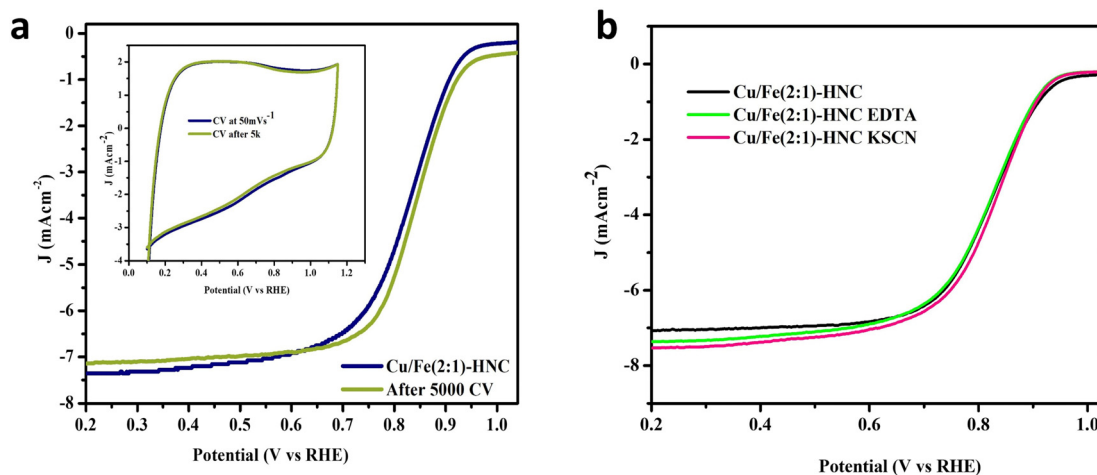 a
0
-1
-2
-3
-4
-5
-6
-7
-8
J (mAcm-2)
0.2 0.3 0.4 0.5 0.6 0.7 0.8 0.9 1.0
Potential (V vs RHE)
Cu/Fe(2:1)-HNC
After 5000 CV
2
1
0
-1
-2
-3
-4
J (mAcm-2)
CV at 50mVs-1
CV after 5k
0.0 0.2 0.4 0.6 0.8 1.0 1.2
Potential (V vs RHE)
b
0
-2
-4
-6
-8
J (mAcm-2)
Cu/Fe(2:1)-HNC
Cu/Fe(2:1)-HNC EDTA
Cu/Fe(2:1)-HNC KSCN
0.2 0.4 0.6 0.8 1.0
Potential (V vs RHE)